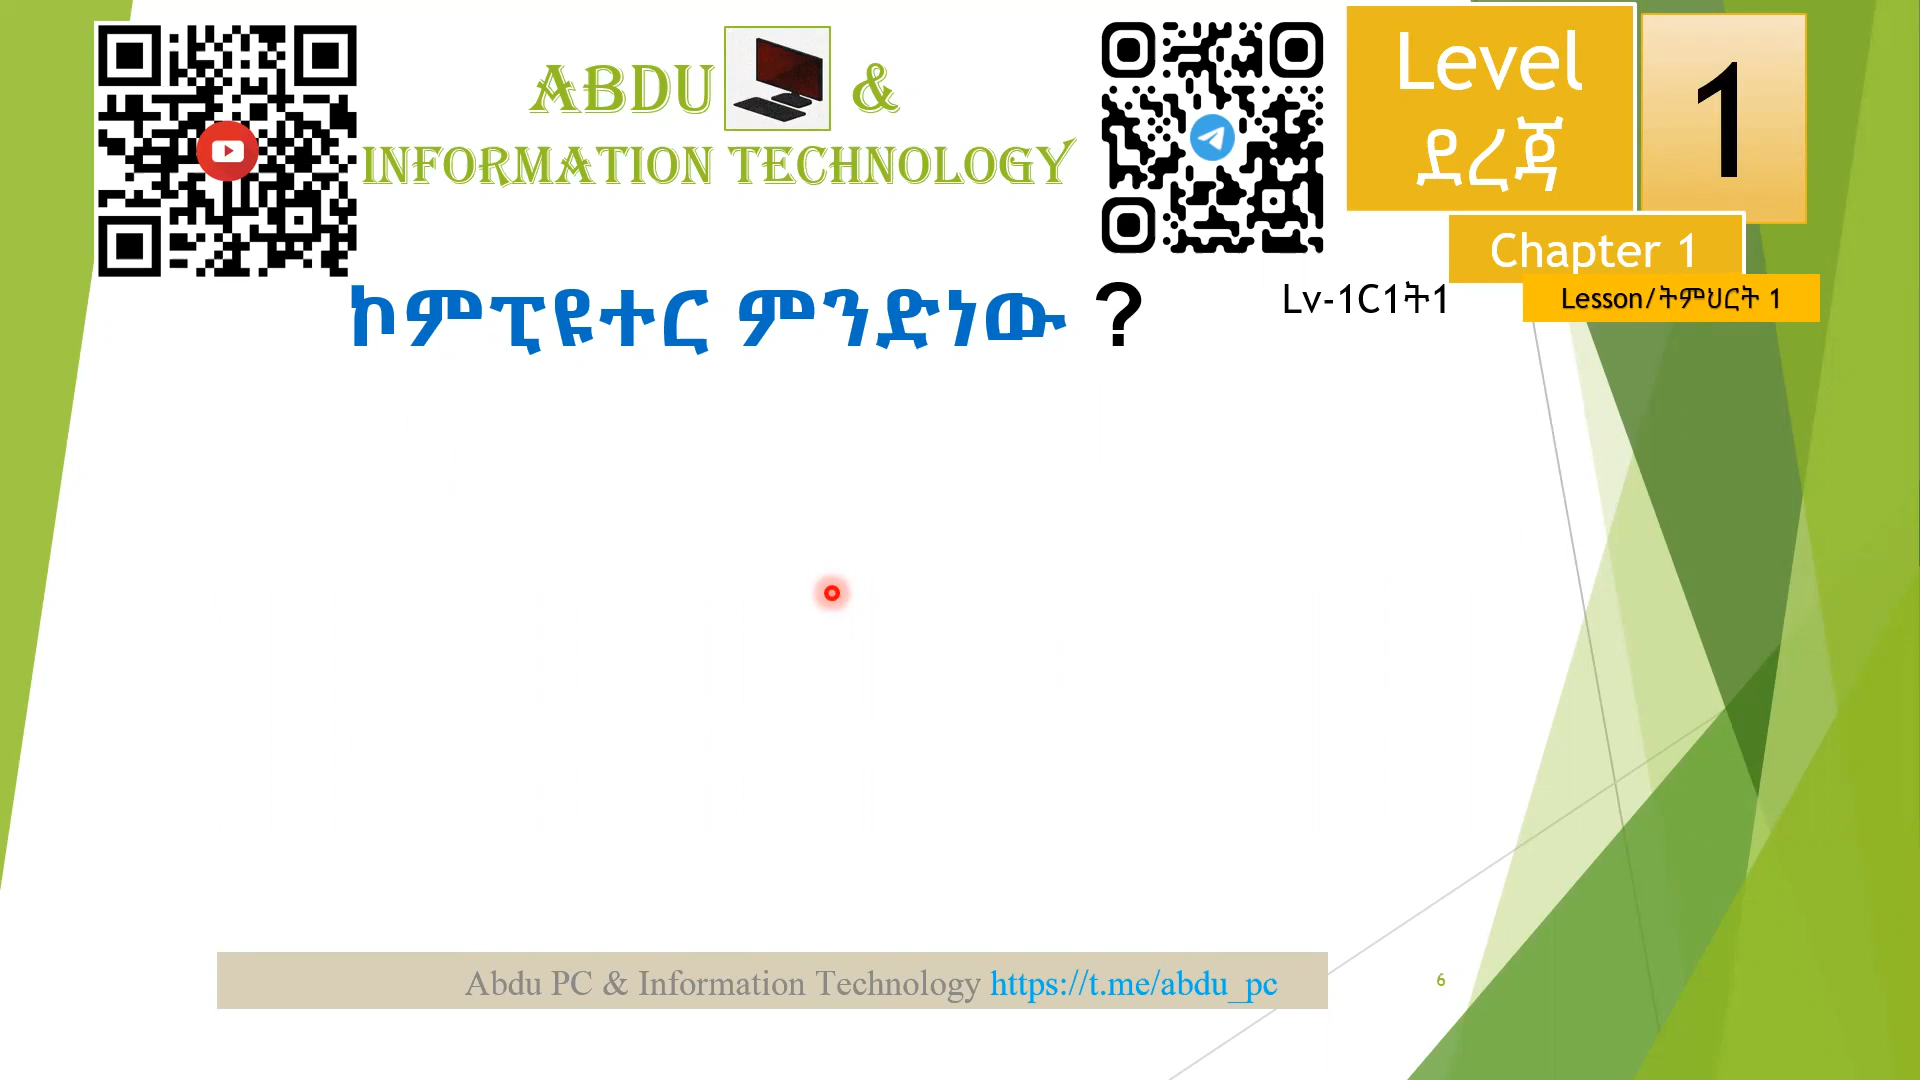 ABDU &
INFORMATION TECHNOLOGY
Level
ደረጃ
1
Chapter 1
Lesson/ትምህርት 1
Lv-1C1ት1
ኮምፒዩተር ምንድነው ?
Abdu PC & Information Technology https://t.me/abdu_pc
6